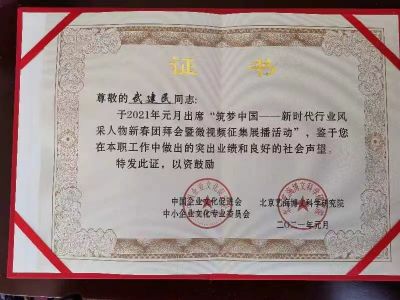 证 书
尊敬的 武建民 同志:
于2021年元月出席“筑梦中国——新时代行业风
采人物新春团拜会暨微视频征集展播活动”,鉴于您
在本职工作中做出的突出业绩和良好的社会声望。
特发此证,以资鼓励
中国企业文化促进会 北京艺海博文科学研究院
中小企业文化专业委员会
二〇二一年元月